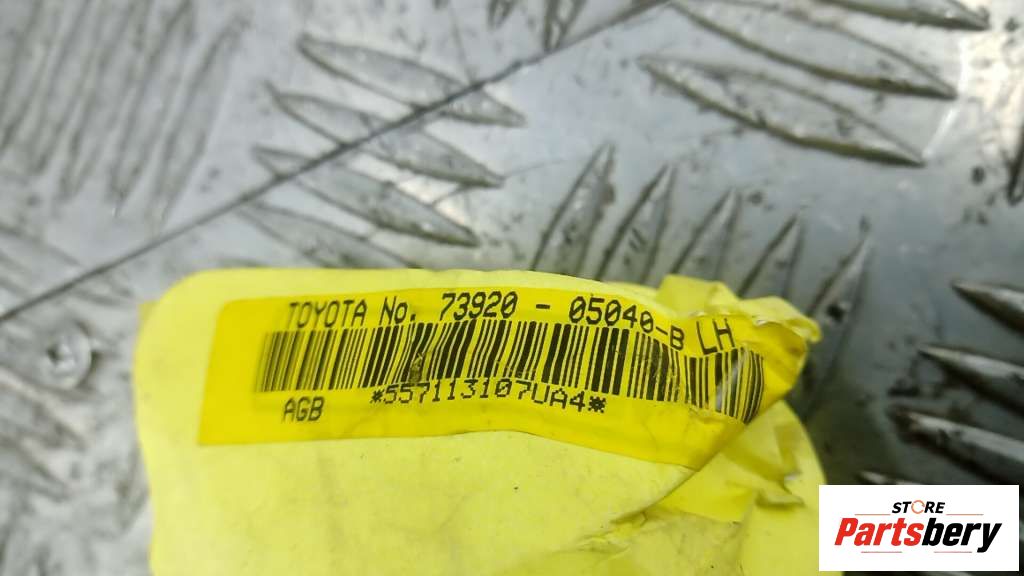 TOYOTA No. 73920 - 05040-B LH
*557113107UA4*
AGB
STORE
Partsbery